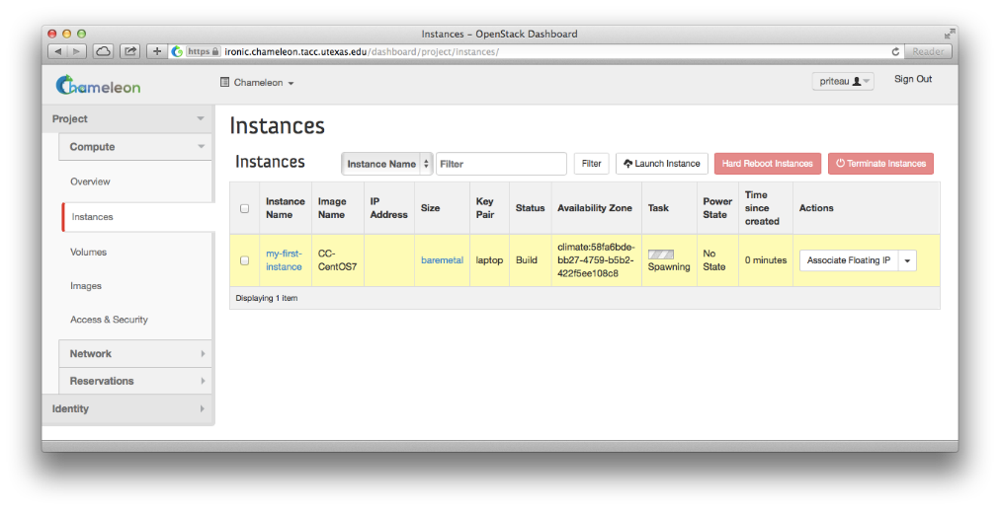 Instances – OpenStack Dashboard
https ironic.chameleon.tacc.utexas.edu/dashboard/project/instances/ Reader
Chameleon Chameleon priteau Sign Out
Project
Compute
Overview
Instances
Volumes
Images
Access & Security
Network
Reservations
Identity
Instances
Instances Instance Name Filter Filter Launch Instance Hard Reboot Instances Terminate Instances
Instance Name Image Name IP Address Size Key Pair Status Availability Zone Task Power State Time since created Actions
my-first-instance CC-CentOS7 baremetal laptop Build climate:58fa6bde-bb27-4759-b5b2-422f5ee108c8 Spawning No State 0 minutes Associate Floating IP
Displaying 1 item